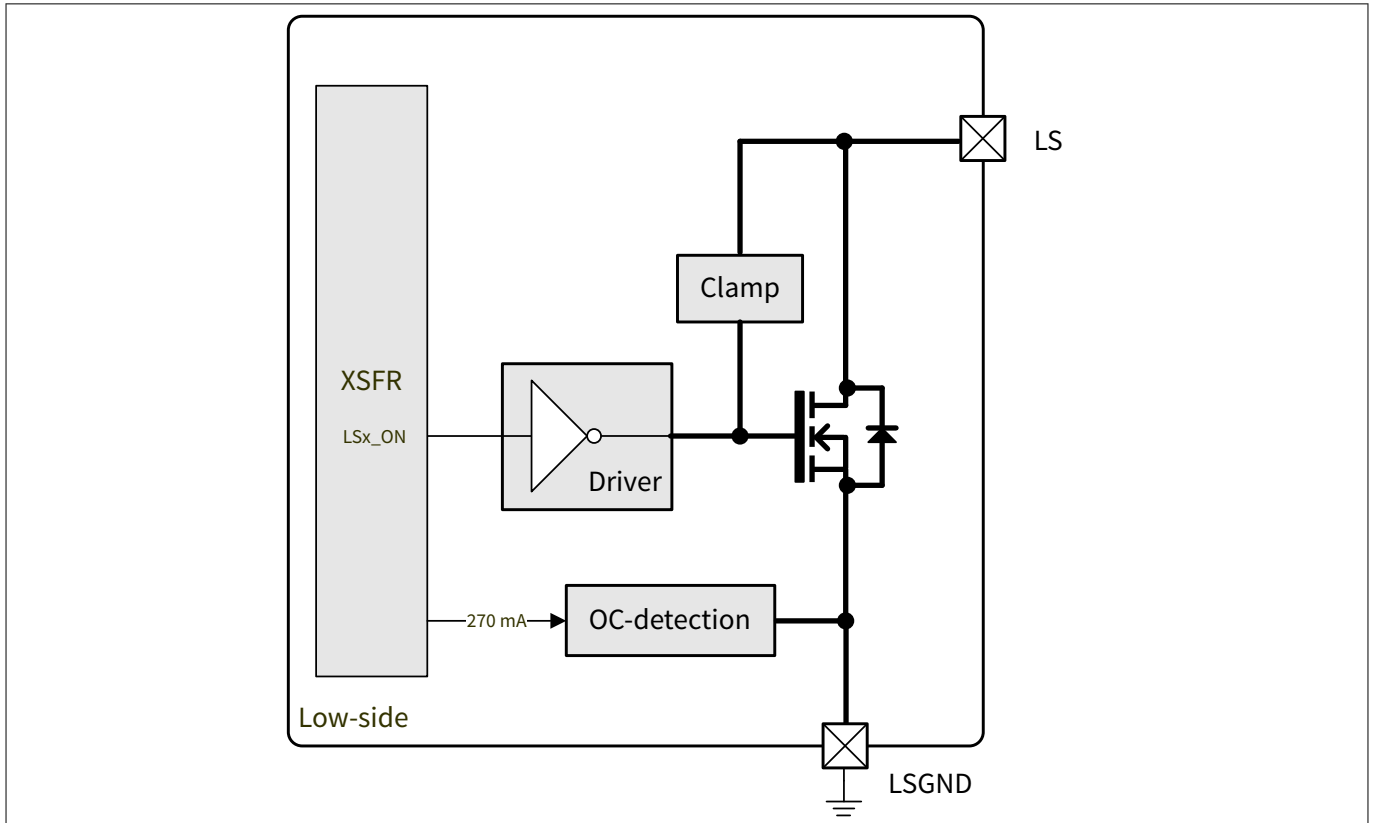 LS
Clamp
XSFR
LSx_ON
Driver
270 mA
OC-detection
Low-side
LSGND